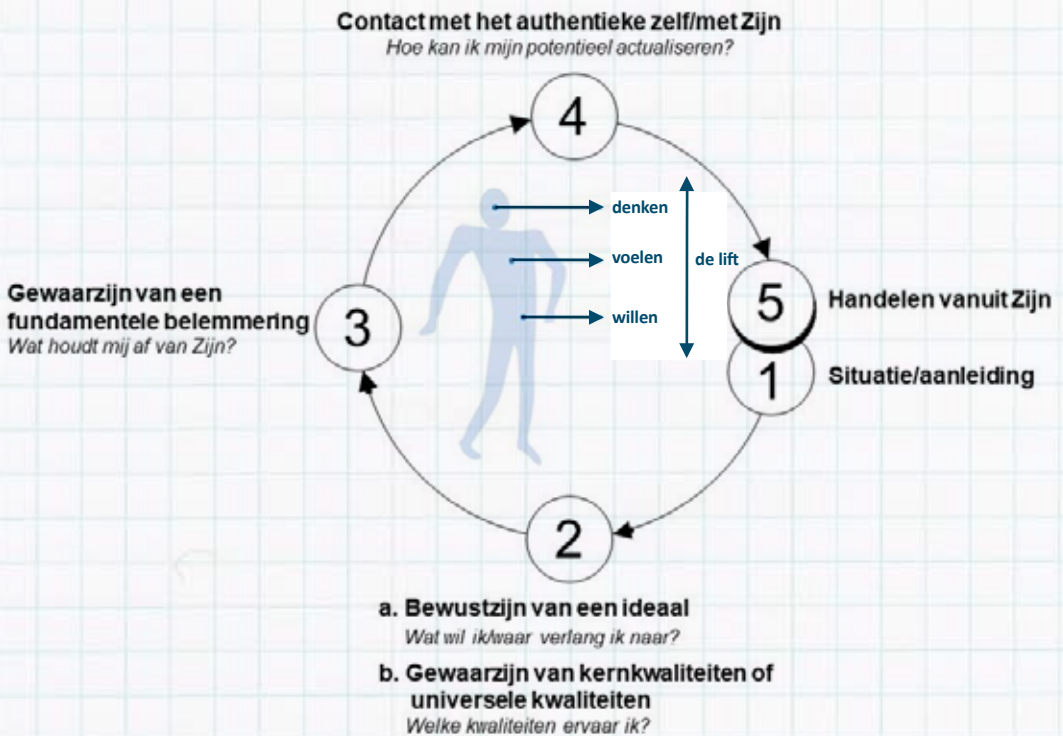 Contact met het authentieke zelf/met Zijn
Hoe kan ik mijn potentieel actualiseren?
4
denken
voelen
de lift
willen
Gewaarzijn van een
fundamentele belemmering
Wat houdt mij af van Zijn?
3
5
Handelen vanuit Zijn
1
Situatie/aanleiding
2
a. Bewustzijn van een ideaal
Wat wil ik/waar verlang ik naar?
b. Gewaarzijn van kernkwaliteiten of
universele kwaliteiten
Welke kwaliteiten ervaar ik?